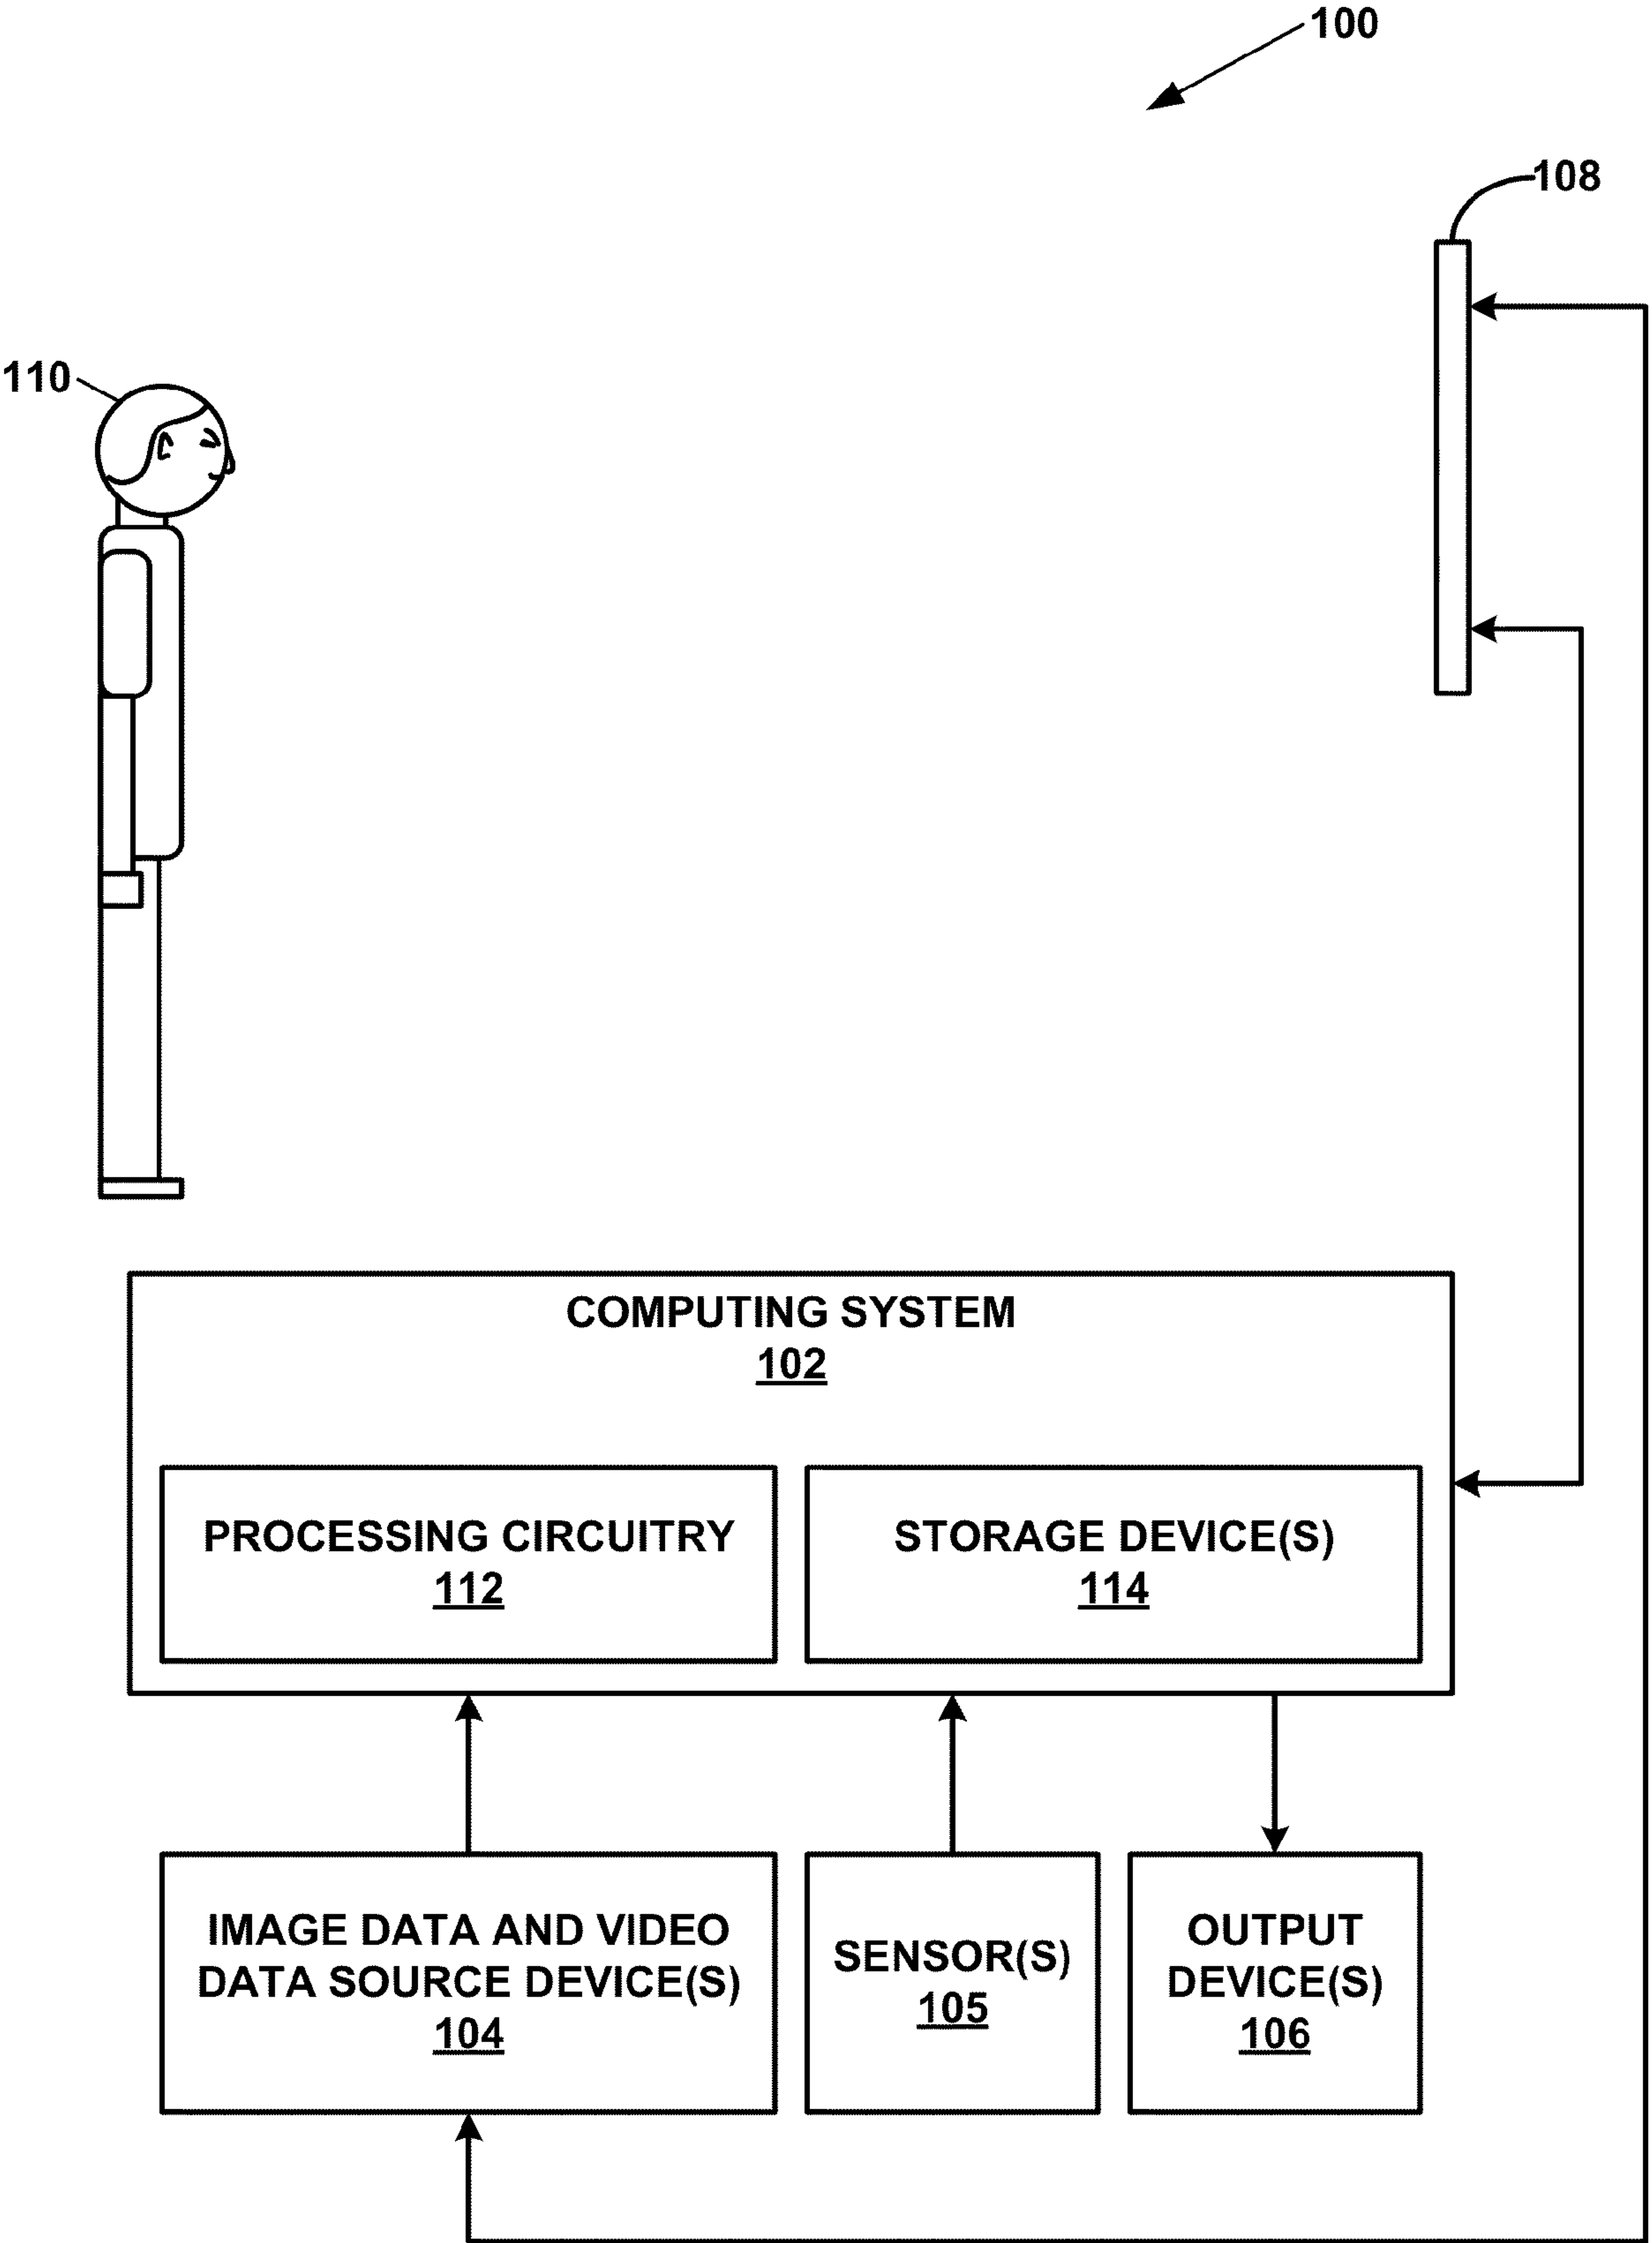 100
108
110
COMPUTING SYSTEM
102
PROCESSING CIRCUITRY
112
STORAGE DEVICE(S)
114
IMAGE DATA AND VIDEO
DATA SOURCE DEVICE(S)
104
SENSOR(S)
105
OUTPUT
DEVICE(S)
106